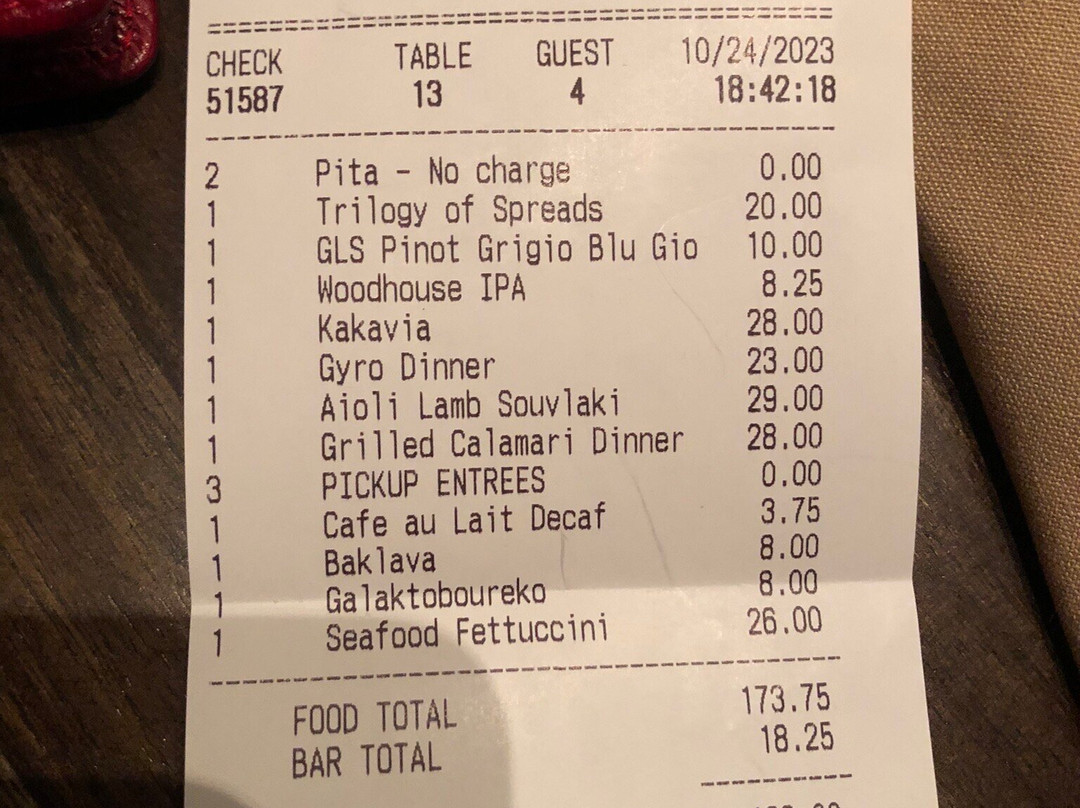 CHECK TABLE GUEST 10/24/2023
51587 13 4 18:42:18
2 Pita - No charge 0.00
1 Trilogy of Spreads 20.00
1 GLS Pinot Grigio Blu Gio 10.00
1 Woodhouse IPA 8.25
1 Kakavia 28.00
1 Gyro Dinner 23.00
1 Aioli Lamb Souvlaki 29.00
1 Grilled Calamari Dinner 28.00
3 PICKUP ENTREES 0.00
1 Cafe au Lait Decaf 3.75
1 Baklava 8.00
1 Galaktoboureko 8.00
1 Seafood Fettuccini 26.00
FOOD TOTAL 173.75
BAR TOTAL 18.25